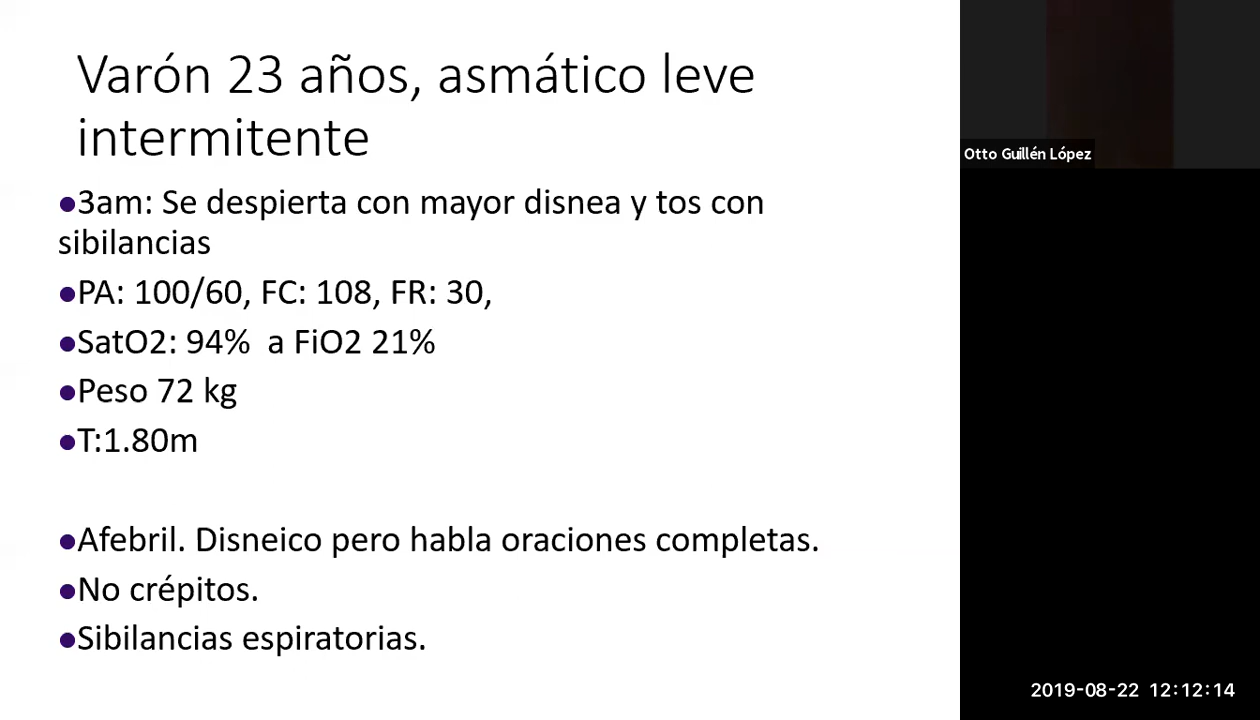 Varón 23 años, asmático leve
intermitente
●3am: Se despierta con mayor disnea y tos con
sibilancias
●PA: 100/60, FC: 108, FR: 30,
●SatO2: 94%  a FiO2 21%
●Peso 72 kg
●T:1.80m
●Afebril. Disneico pero habla oraciones completas.
●No crépitos.
●Sibilancias espiratorias.
Otto Guillén López
2019-08-22 12:12:14